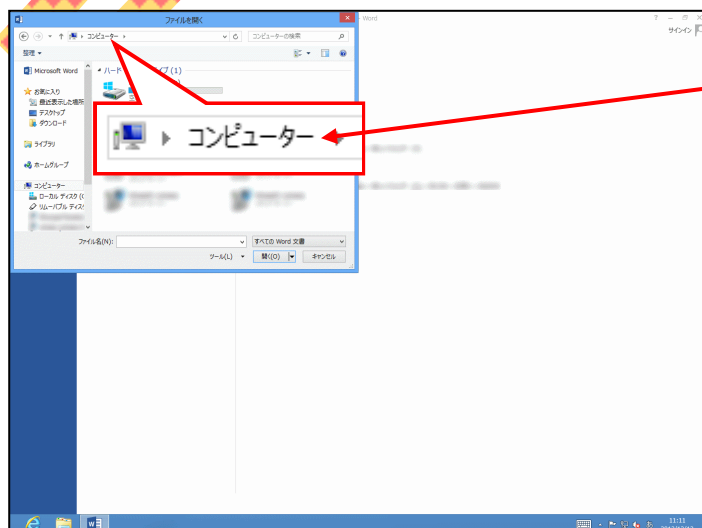 ファイルを開く
Word
サインイン
コンピューター
コンピューターの検索
整理
Microsoft Word
お気に入り
最近表示した場所
デスクトップ
ダウンロード
ライブラリ
ホームグループ
コンピューター
ローカル ディスク (C
リムーバブル ディス
コンピューター
ファイル名(N):
すべての Word 文書
ツール(L)
開く(O)
キャンセル
11:11